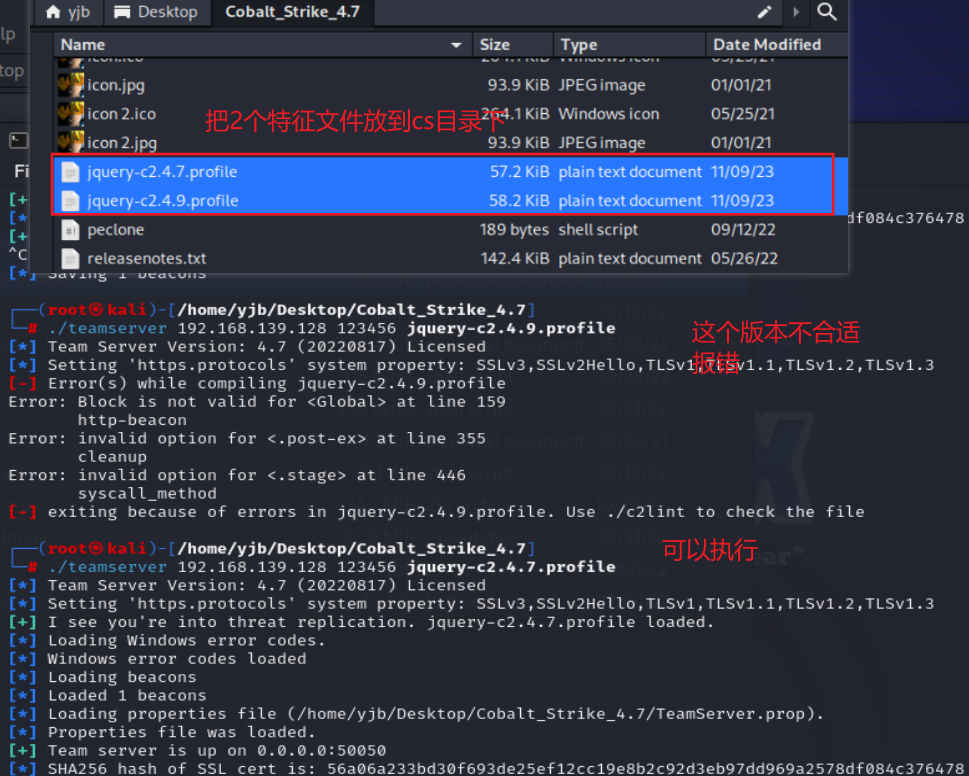 yjb Desktop Cobalt_Strike_4.7
Name Size Type Date Modified
icon.jpg 93.9 KiB JPEG image 01/01/21
icon 2.ico 264.1 KiB Windows icon 05/25/21
把2个特征文件放到cs目录下
icon 2.jpg 93.9 KiB JPEG image 01/01/21
jquery-c2.4.7.profile 57.2 KiB plain text document 11/09/23
jquery-c2.4.9.profile 58.2 KiB plain text document 11/09/23
df084c376478
peclone 189 bytes shell script 09/12/22
releasenotes.txt 142.4 KiB plain text document 05/26/22
[*] Saving 1 beacons
┌──(root㉿kali)-[/home/yjb/Desktop/Cobalt_Strike_4.7]
└─# ./teamserver 192.168.139.128 123456 jquery-c2.4.9.profile
这个版本不合适
报错
[*] Team Server Version: 4.7 (20220817) Licensed
[*] Setting 'https.protocols' system property: SSLv3,SSLv2Hello,TLSv1,TLSv1.1,TLSv1.2,TLSv1.3
[-] Error(s) while compiling jquery-c2.4.9.profile
Error: Block is not valid for <Global> at line 159
http-beacon
Error: invalid option for <.post-ex> at line 355
cleanup
Error: invalid option for <.stage> at line 446
syscall_method
[-] exiting because of errors in jquery-c2.4.9.profile. Use ./c2lint to check the file
┌──(root㉿kali)-[/home/yjb/Desktop/Cobalt_Strike_4.7]
可以执行
└─# ./teamserver 192.168.139.128 123456 jquery-c2.4.7.profile
[*] Team Server Version: 4.7 (20220817) Licensed
[*] Setting 'https.protocols' system property: SSLv3,SSLv2Hello,TLSv1,TLSv1.1,TLSv1.2,TLSv1.3
[+] I see you're into threat replication. jquery-c2.4.7.profile loaded.
[*] Loading Windows error codes.
[*] Windows error codes loaded
[*] Loading beacons
[*] Loaded 1 beacons
[*] Loading properties file (/home/yjb/Desktop/Cobalt_Strike_4.7/TeamServer.prop).
[*] Properties file was loaded.
[+] Team server is up on 0.0.0.0:50050
[*] SHA256 hash of SSL cert is: 56a06a233bd30f693de25ef12cc19e8b2c92d3eb97dd969a2578df084c376478